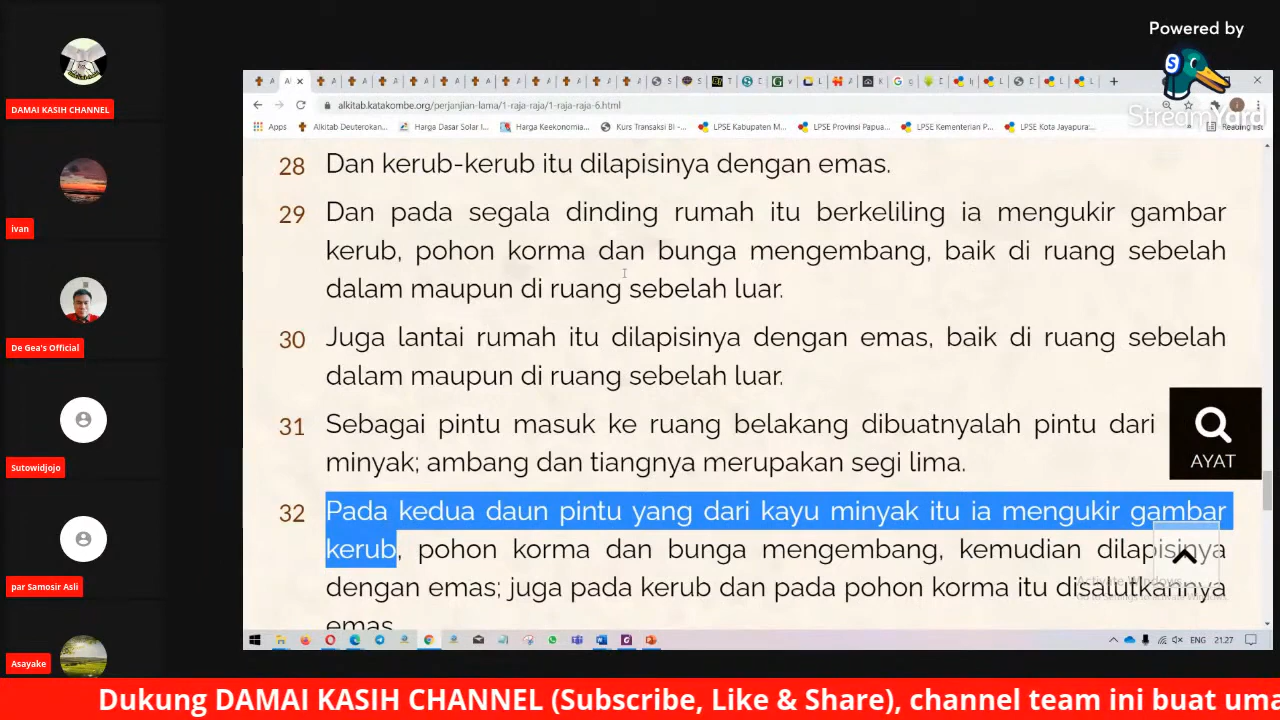 Powered by
StreamYard
DAMAI KASIH CHANNEL
ivan
De Gea's Official
Sutowidjojo
par Samosir Asli
Asayake
alkitab.katakombe.org/perjanjian-lama/1-raja-raja/1-raja-raja-6.html
Apps Alkitab Deuterokan... Harga Dasar Solar I... Harga Keekonomia... Kurs Transaksi BI -... LPSE Kabupaten M... LPSE Provinsi Papua... LPSE Kementerian P... LPSE Kota Jayapura:... Reading list
28 Dan kerub-kerub itu dilapisinya dengan emas.
29 Dan pada segala dinding rumah itu berkeliling ia mengukir gambar
kerub, pohon korma dan bunga mengembang, baik di ruang sebelah
dalam maupun di ruang sebelah luar.
30 Juga lantai rumah itu dilapisinya dengan emas, baik di ruang sebelah
dalam maupun di ruang sebelah luar.
31 Sebagai pintu masuk ke ruang belakang dibuatnyalah pintu dari
minyak; ambang dan tiangnya merupakan segi lima.
AYAT
32 Pada kedua daun pintu yang dari kayu minyak itu ia mengukir gambar
kerub, pohon korma dan bunga mengembang, kemudian dilapisinya
dengan emas; juga pada kerub dan pada pohon korma itu disalutkannya
emas.
Activate Windows
ENG 21.27
Dukung DAMAI KASIH CHANNEL (Subscribe, Like & Share), channel team ini buat uma